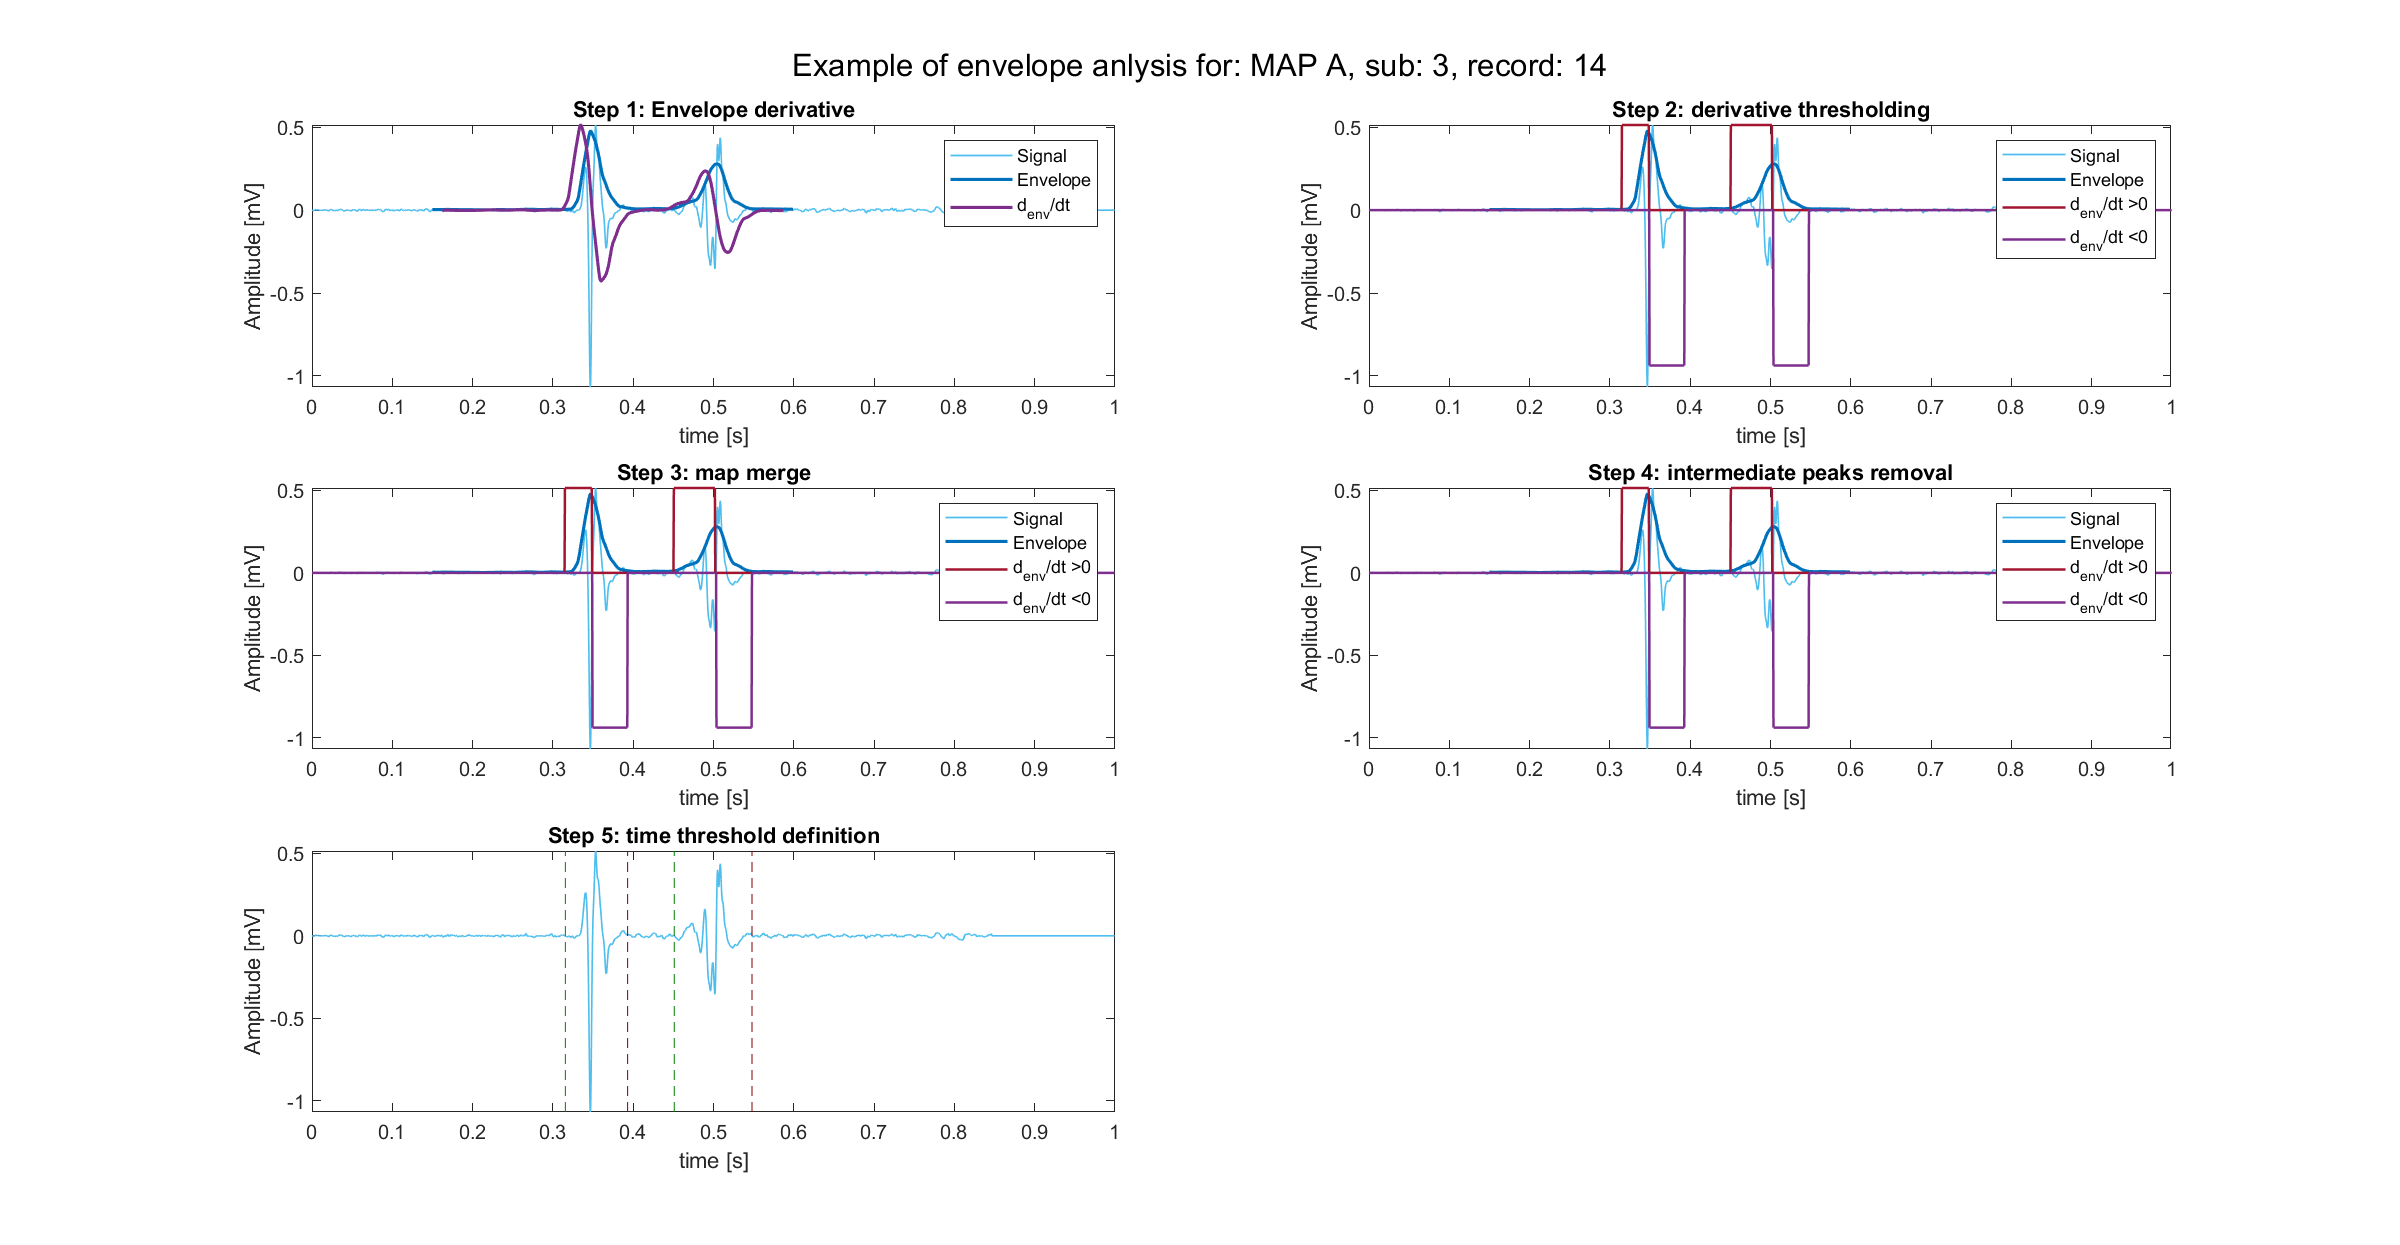 Example of envelope anlysis for: MAP A, sub: 3, record: 14
Step 1: Envelope derivative
0.5
0
-0.5
-1
Amplitude [mV]
0 0.1 0.2 0.3 0.4 0.5 0.6 0.7 0.8 0.9 1
time [s]
Signal
Envelope
d_env/dt
Step 2: derivative thresholding
0.5
0
-0.5
-1
Amplitude [mV]
0 0.1 0.2 0.3 0.4 0.5 0.6 0.7 0.8 0.9 1
time [s]
Signal
Envelope
d_env/dt >0
d_env/dt <0
Step 3: map merge
0.5
0
-0.5
-1
Amplitude [mV]
0 0.1 0.2 0.3 0.4 0.5 0.6 0.7 0.8 0.9 1
time [s]
Signal
Envelope
d_env/dt >0
d_env/dt <0
Step 4: intermediate peaks removal
0.5
0
-0.5
-1
Amplitude [mV]
0 0.1 0.2 0.3 0.4 0.5 0.6 0.7 0.8 0.9 1
time [s]
Signal
Envelope
d_env/dt >0
d_env/dt <0
Step 5: time threshold definition
0.5
0
-0.5
-1
Amplitude [mV]
0 0.1 0.2 0.3 0.4 0.5 0.6 0.7 0.8 0.9 1
time [s]